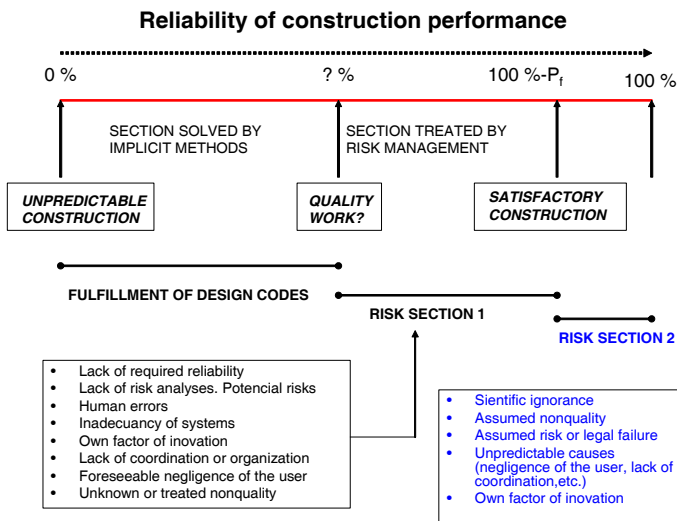 Reliability of construction performance
0 %
? %
100 %-Pf
100 %
SECTION SOLVED BY
IMPLICIT METHODS
SECTION TREATED BY
RISK MANAGEMENT
UNPREDICTABLE
CONSTRUCTION
QUALITY
WORK?
SATISFACTORY
CONSTRUCTION
FULFILLMENT OF DESIGN CODES
RISK SECTION 1
RISK SECTION 2
• Lack of required reliability
• Lack of risk analyses. Potencial risks
• Human errors
• Inadecuancy of systems
• Own factor of inovation
• Lack of coordination or organization
• Foreseeable negligence of the user
• Unknown or treated nonquality
• Sientific ignorance
• Assumed nonquality
• Assumed risk or legal failure
• Unpredictable causes
(negligence of the user, lack of
coordination,etc.)
• Own factor of inovation